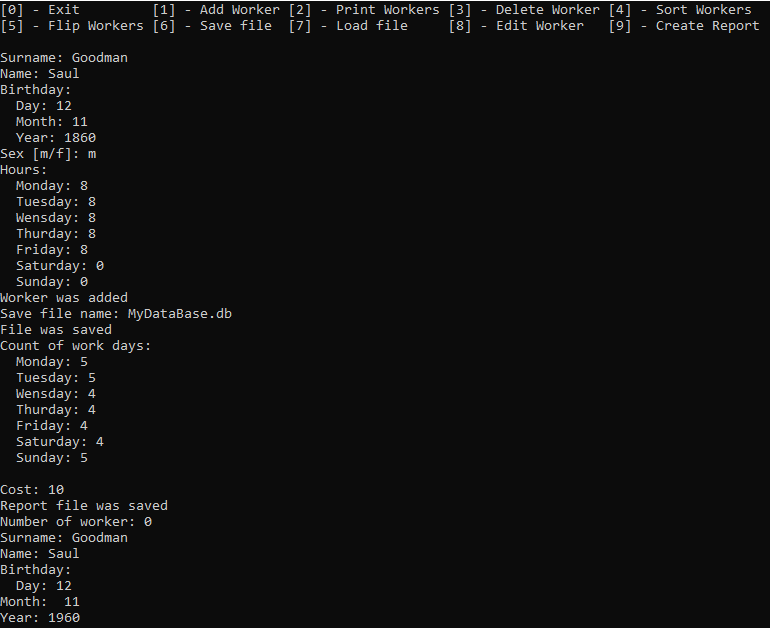 [0] - Exit         [1] - Add Worker [2] - Print Workers [3] - Delete Worker [4] - Sort Workers
[5] - Flip Workers [6] - Save file  [7] - Load file     [8] - Edit Worker   [9] - Create Report

Surname: Goodman
Name: Saul
Birthday:
  Day: 12
  Month: 11
  Year: 1860
Sex [m/f]: m
Hours:
  Monday: 8
  Tuesday: 8
  Wensday: 8
  Thurday: 8
  Friday: 8
  Saturday: 0
  Sunday: 0
Worker was added
Save file name: MyDataBase.db
File was saved
Count of work days:
  Monday: 5
  Tuesday: 5
  Wensday: 4
  Thurday: 4
  Friday: 4
  Saturday: 4
  Sunday: 5

Cost: 10
Report file was saved
Number of worker: 0
Surname: Goodman
Name: Saul
Birthday:
  Day: 12
Month:  11
Year: 1960